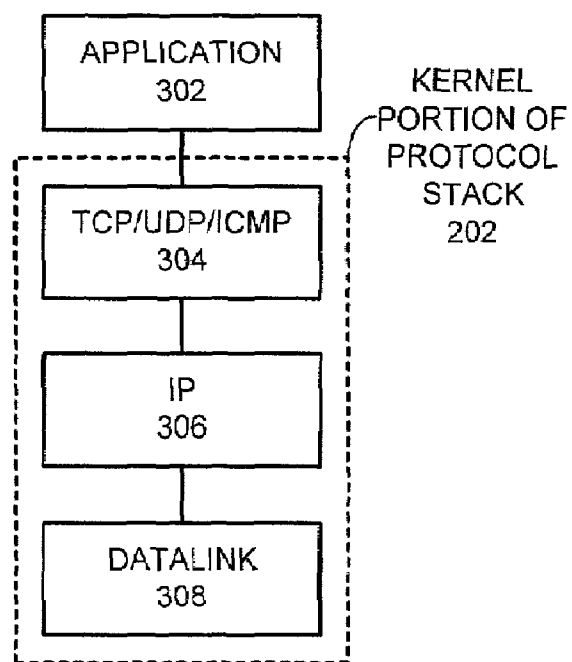 APPLICATION
302
KERNEL
PORTION OF
PROTOCOL
STACK
202
TCP/UDP/ICMP
304
IP
306
DATALINK
308